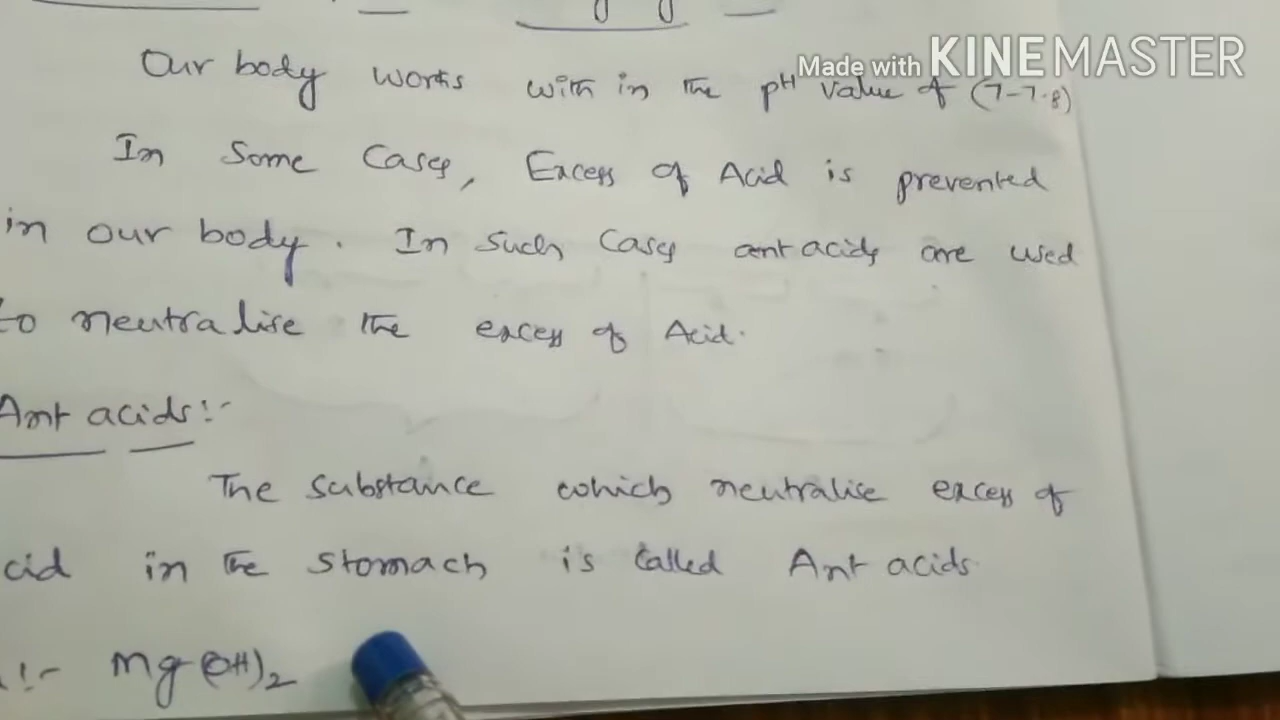 Made with KINEMASTER
Our body works with in the pH value of (7-7.8)
In Some Cases, Excess of Acid is prevented
in our body. In Such Cases antacids are used
to neutralise the excess of Acid.
Ant acids:-
The substance which neutralise excess of
cid in the stomach is called Ant acids
:- Mg(OH)2